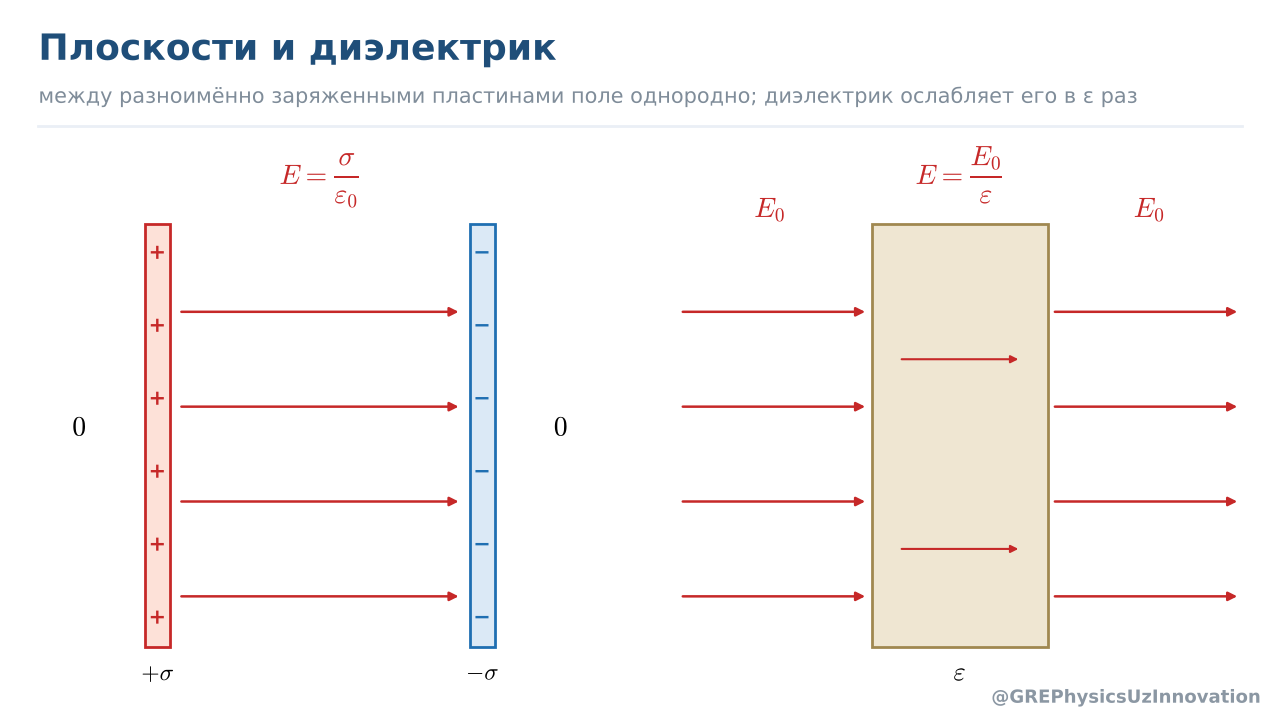 Плоскости и диэлектрик
между разноимённо заряженными пластинами поле однородно; диэлектрик ослабляет его в ε раз
E = σ/ε₀
E = E₀/ε
E₀
E₀
+
−
+
−
+
−
0
0
+
−
+
−
+
−
+σ
−σ
ε
@GREPhysicsUzInnovation